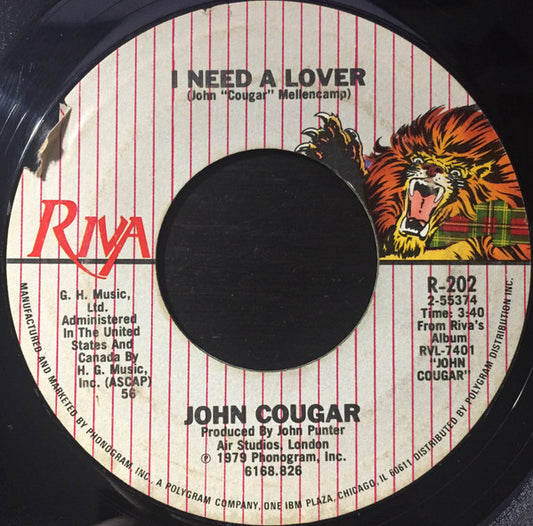 I NEED A LOVER
(John "Cougar" Mellencamp)
RIVA
G. H. Music,
Ltd.
Administered
In The United
States And
Canada By
H. G. Music,
Inc. (ASCAP)
56
R-202
2-55374
Time: 3:40
From Riva's
Album
RVL-7401
"JOHN
COUGAR"
JOHN COUGAR
Produced By John Punter
Air Studios, London
℗ 1979 Phonogram, Inc.
6168.826
MANUFACTURED AND MARKETED BY PHONOGRAM, INC. A POLYGRAM COMPANY, ONE IBM PLAZA, CHICAGO, IL 60611 DISTRIBUTED BY POLYGRAM DISTRIBUTION INC.